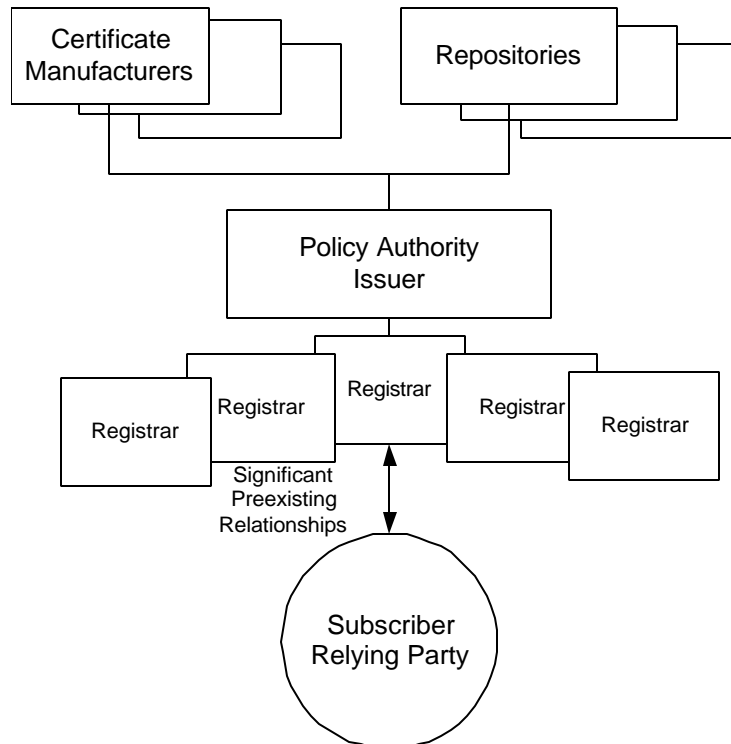 Certificate
Manufacturers
Repositories
Policy Authority
Issuer
Registrar
Registrar
Registrar
Registrar
Registrar
Significant
Preexisting
Relationships
Subscriber
Relying Party